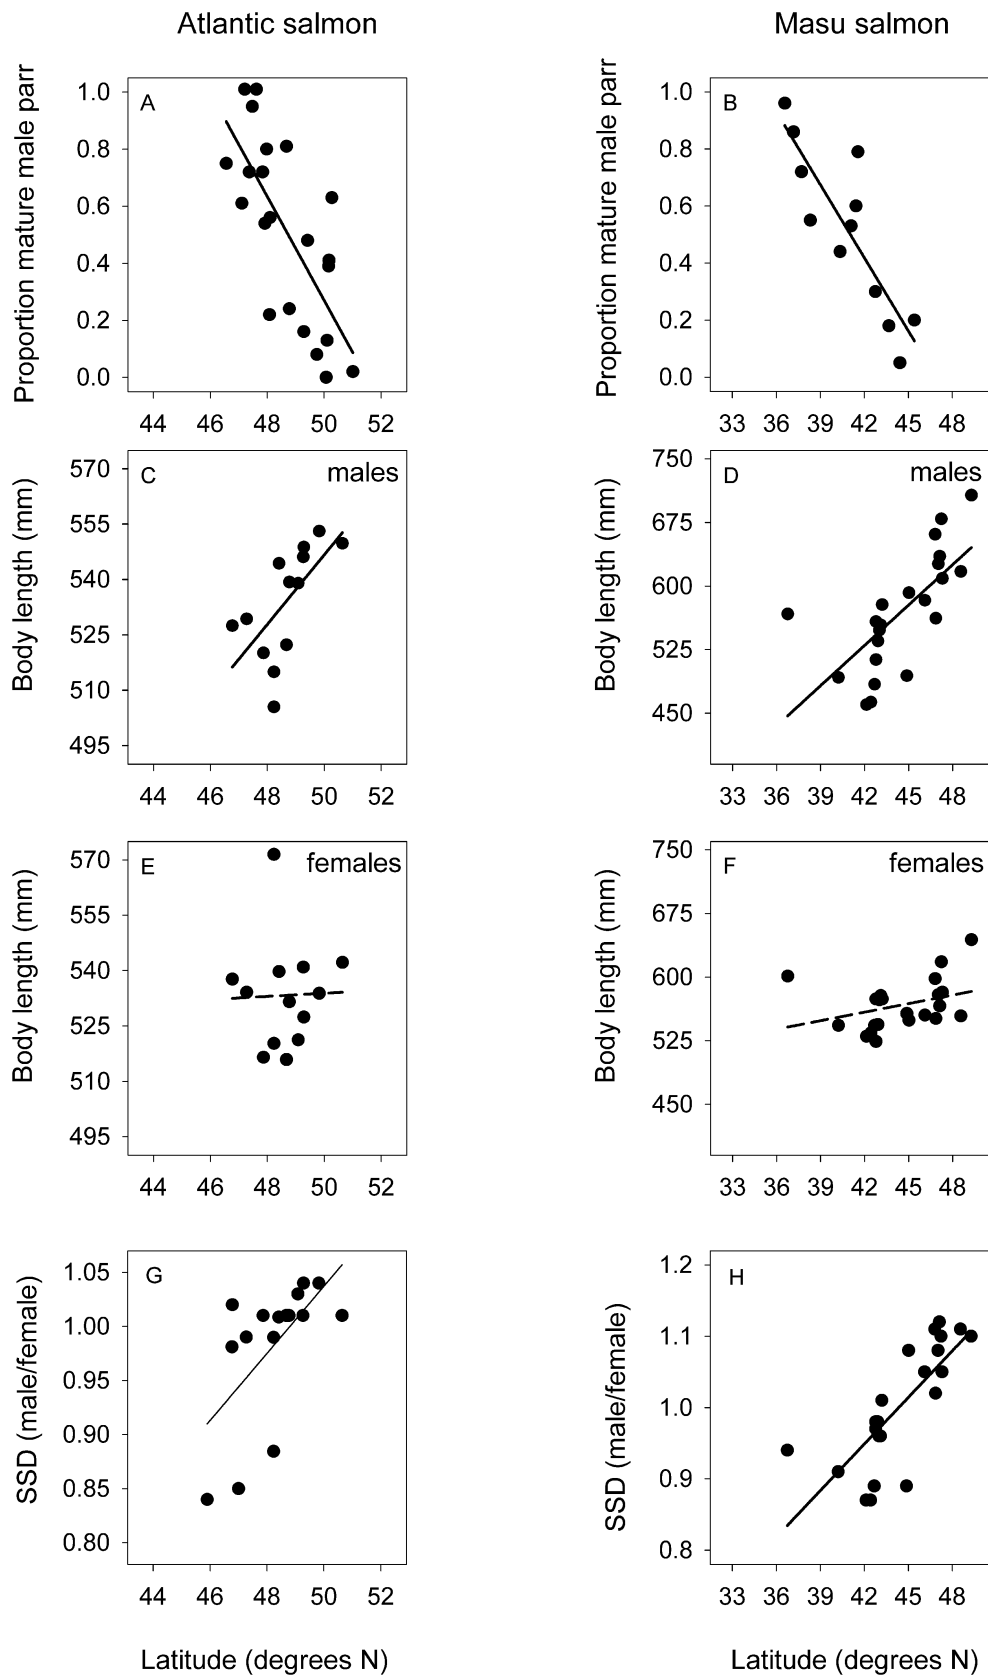 Atlantic salmon
Masu salmon
Proportion mature male parr
1.0
0.8
0.6
0.4
0.2
0.0
A
44 46 48 50 52
Proportion mature male parr
1.0
0.8
0.6
0.4
0.2
0.0
B
33 36 39 42 45 48
Body length (mm)
570
555
540
525
510
495
C
males
44 46 48 50 52
Body length (mm)
750
675
600
525
450
D
males
33 36 39 42 45 48
Body length (mm)
570
555
540
525
510
495
E
females
44 46 48 50 52
Body length (mm)
750
675
600
525
450
F
females
33 36 39 42 45 48
SSD (male/female)
1.05
1.00
0.95
0.90
0.85
0.80
G
44 46 48 50 52
Latitude (degrees N)
SSD (male/female)
1.2
1.1
1.0
0.9
0.8
H
33 36 39 42 45 48
Latitude (degrees N)